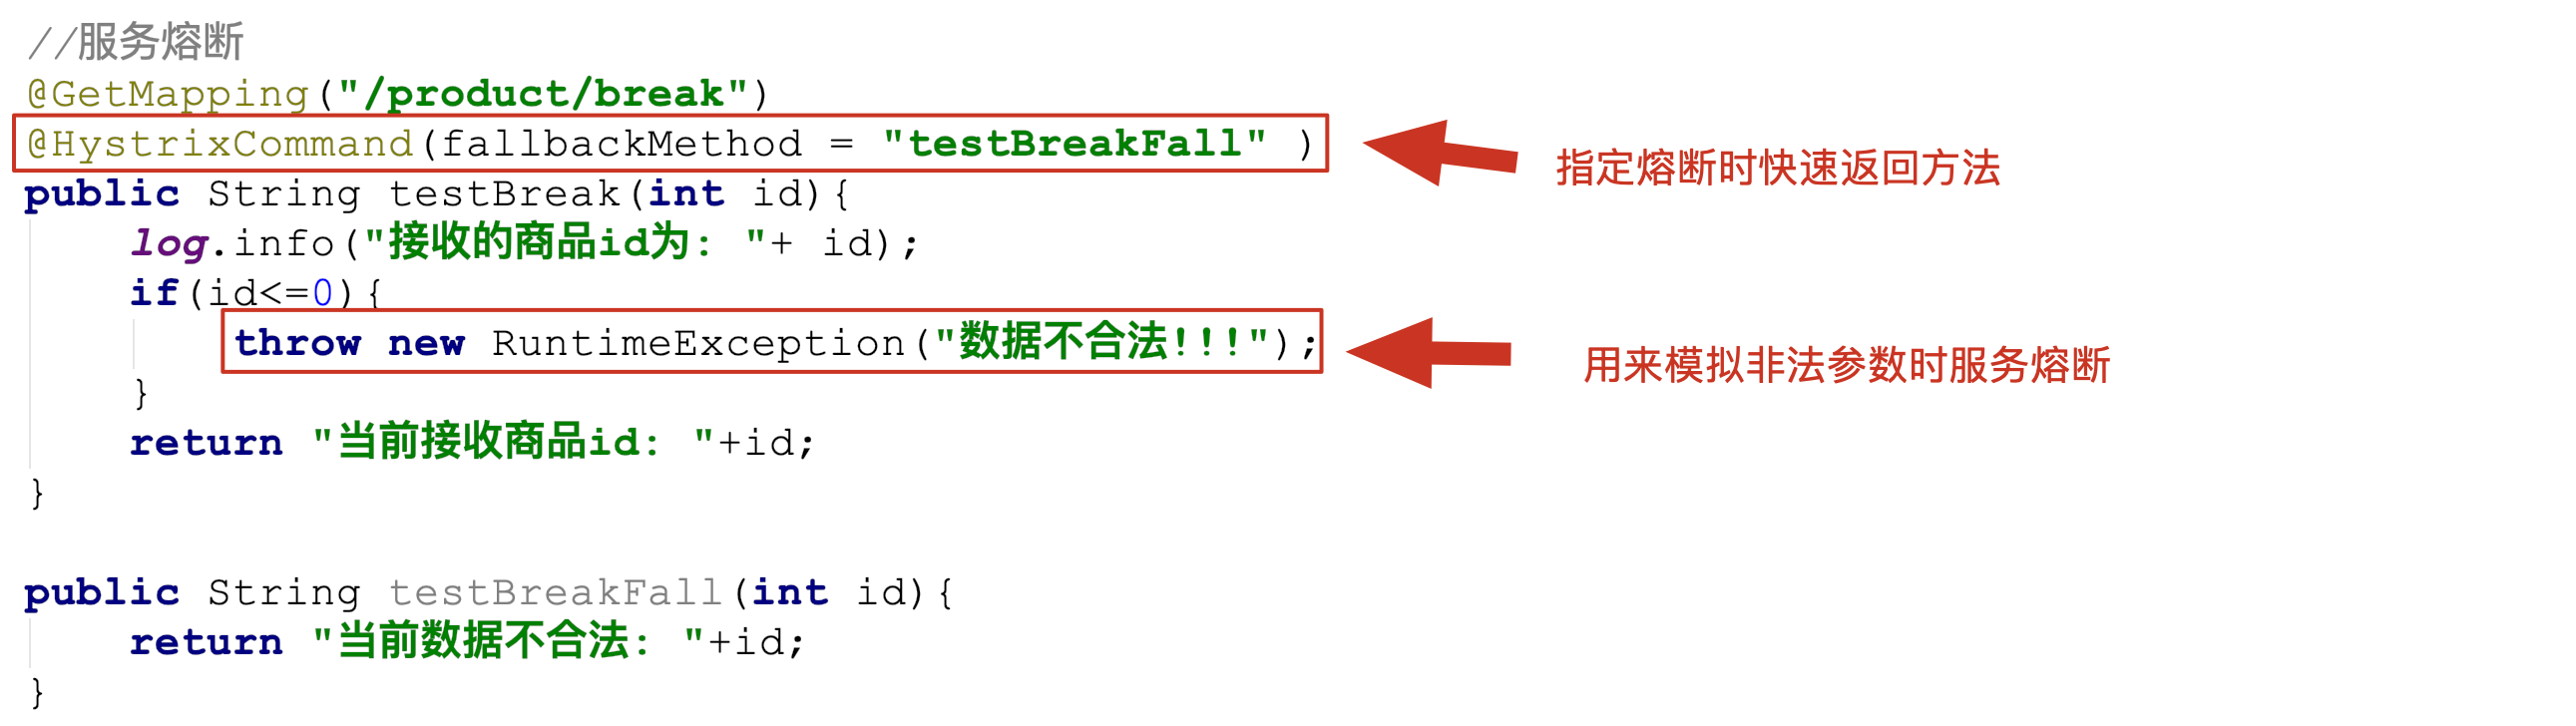 //服务熔断
@GetMapping("/product/break")
@HystrixCommand(fallbackMethod = "testBreakFall" )
指定熔断时快速返回方法
public String testBreak(int id){
log.info("接收的商品id为: "+ id);
if(id<=0){
throw new RuntimeException("数据不合法!!!");
用来模拟非法参数时服务熔断
}
return "当前接收商品id: "+id;
}
public String testBreakFall(int id){
return "当前数据不合法: "+id;
}